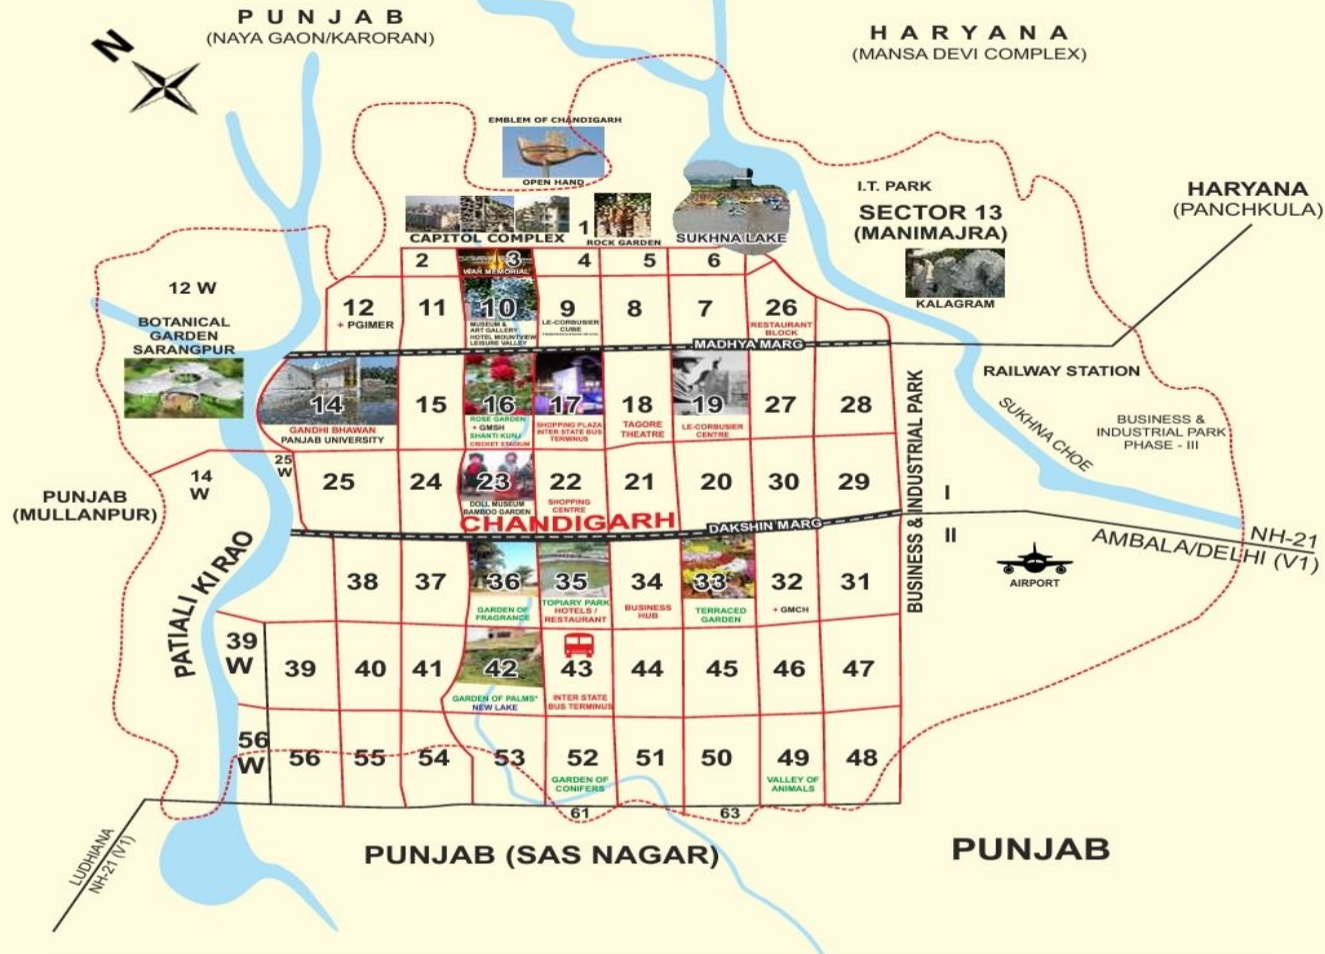 PUNJAB
(NAYA GAON/KARORAN)
HARYANA
(MANSA DEVI COMPLEX)
N
EMBLEM OF CHANDIGARH
OPEN HAND
I.T. PARK
SECTOR 13
(MANIMAJRA)
KALAGRAM
HARYANA
(PANCHKULA)
CAPITOL COMPLEX
1
ROCK GARDEN
SUKHNA LAKE
2
3
WAR MEMORIAL
4
5
6
12 W
BOTANICAL
GARDEN
SARANGPUR
12
+ PGIMER
11
10
MUSEUM &
ART GALLERY
HOTEL MOUNTVIEW
LEISURE VALLEY
9
LE-CORBUSIER
CUBE
8
7
26
RESTAURANT
BLOCK
MADHYA MARG
14
GANDHI BHAWAN
PANJAB UNIVERSITY
15
16
ROSE GARDEN
+ GMSH
SHANTI KUNJ
CRICKET STADIUM
17
SHOPPING PLAZA
INTER STATE BUS
TERMINUS
18
TAGORE
THEATRE
19
LE-CORBUSIER
CENTRE
27
28
BUSINESS & INDUSTRIAL PARK
RAILWAY STATION
SUKHNA CHOE
BUSINESS &
INDUSTRIAL PARK
PHASE - III
PUNJAB
(MULLANPUR)
14
W
25
W
25
24
23
DOLL MUSEUM
BAMBOO GARDEN
22
SHOPPING
CENTRE
21
20
30
29
I
II
CHANDIGARH
DAKSHIN MARG
NH-21
AMBALA/DELHI (V1)
AIRPORT
PATIALI KI RAO
38
37
36
GARDEN OF
FRAGRANCE
35
TOPIARY PARK
HOTELS /
RESTAURANT
34
BUSINESS
HUB
33
TERRACED
GARDEN
32
+ GMCH
31
39
W
39
40
41
42
GARDEN OF PALMS*
NEW LAKE
43
INTER STATE
BUS TERMINUS
44
45
46
47
56
W
56
55
54
53
52
GARDEN OF
CONIFERS
51
50
49
VALLEY OF
ANIMALS
48
61
63
LUDHIANA
NH-21 (V1)
PUNJAB (SAS NAGAR)
PUNJAB